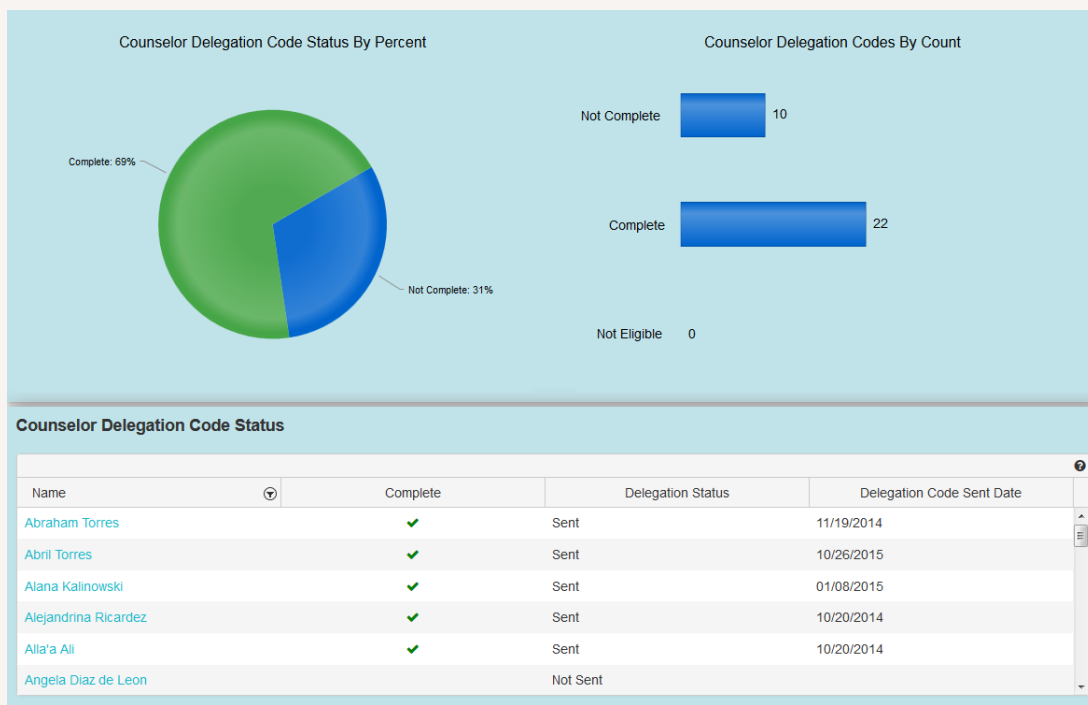 Counselor Delegation Code Status By Percent
Complete: 69%
Not Complete: 31%
Counselor Delegation Codes By Count
Not Complete 10
Complete 22
Not Eligible 0
Counselor Delegation Code Status
Name Complete Delegation Status Delegation Code Sent Date
Abraham Torres Sent 11/19/2014
Abril Torres Sent 10/26/2015
Alana Kalinowski Sent 01/08/2015
Alejandrina Ricardez Sent 10/20/2014
Alla'a Ali Sent 10/20/2014
Angela Diaz de Leon Not Sent